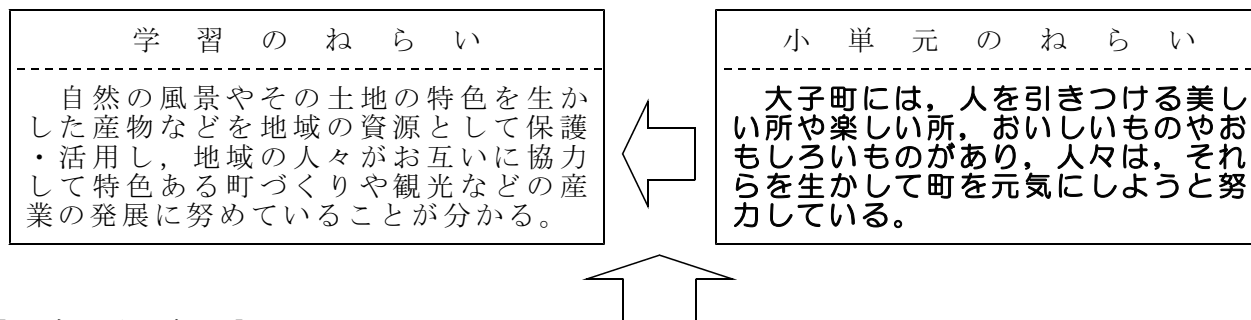 学習のねらい
自然の風景やその土地の特色を生か
した産物などを地域の資源として保護
・活用し，地域の人々がお互いに協力
して特色ある町づくりや観光などの産
業の発展に努めていることが分かる。
小単元のねらい
大子町には，人を引きつける美し
い所や楽しい所，おいしいものやお
もしろいものがあり，人々は，それ
らを生かして町を元気にしようと努
力している。